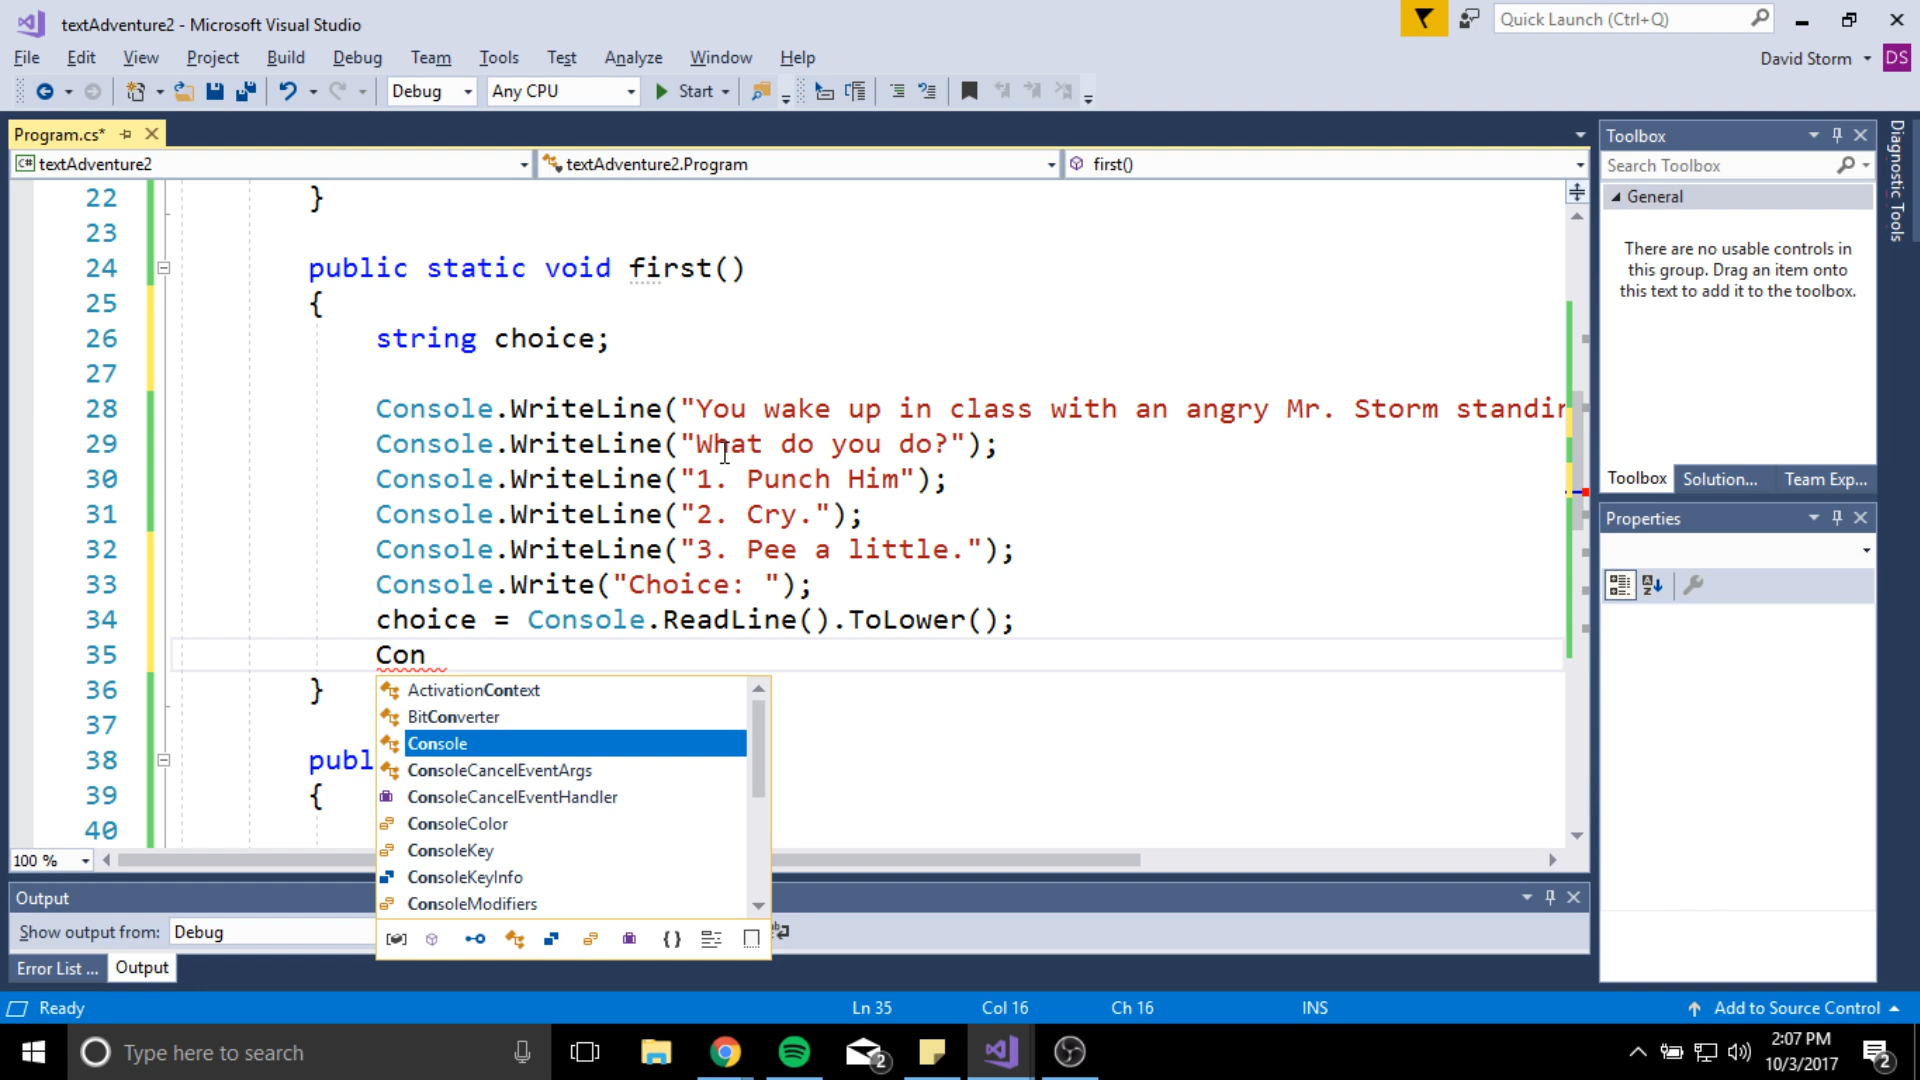 textAdventure2 - Microsoft Visual Studio
Quick Launch (Ctrl+Q)
File Edit View Project Build Debug Team Tools Test Analyze Window Help
David Storm DS
Debug Any CPU Start
Program.cs*
textAdventure2 textAdventure2.Program first()
22 }
23
24 public static void first()
25 {
26 string choice;
27
28 Console.WriteLine("You wake up in class with an angry Mr. Storm standin
29 Console.WriteLine("What do you do?");
30 Console.WriteLine("1. Punch Him");
31 Console.WriteLine("2. Cry.");
32 Console.WriteLine("3. Pee a little.");
33 Console.Write("Choice: ");
34 choice = Console.ReadLine().ToLower();
35 Con
36 }
37
38 publ
39 {
40
ActivationContext
BitConverter
Console
ConsoleCancelEventArgs
ConsoleCancelEventHandler
ConsoleColor
ConsoleKey
ConsoleKeyInfo
ConsoleModifiers
100 %
Toolbox
Search Toolbox
General
There are no usable controls in
this group. Drag an item onto
this text to add it to the toolbox.
Toolbox Solution... Team Exp...
Properties
Diagnostic Tools
Output
Show output from: Debug
Error List ... Output
Ready Ln 35 Col 16 Ch 16 INS Add to Source Control
Type here to search
2
2:07 PM
10/3/2017
2